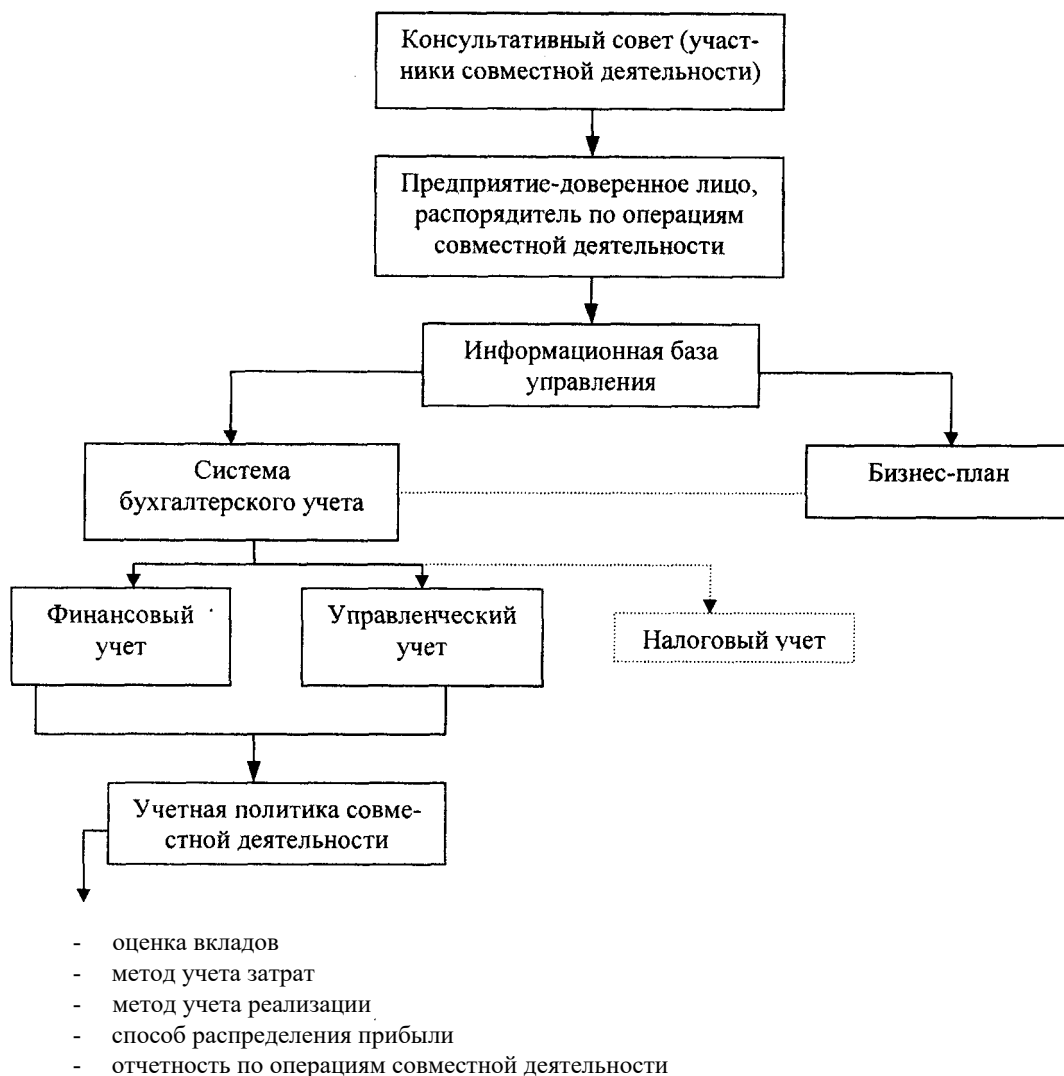 Консультативный совет (участ-
ники совместной деятельности)
Предприятие-доверенное лицо,
распорядитель по операциям
совместной деятельности
Информационная база
управления
Система
бухгалтерского учета
Бизнес-план
Финансовый
учет
Управленческий
учет
Налоговый учет
Учетная политика совме-
стной деятельности
- оценка вкладов
- метод учета затрат
- метод учета реализации
- способ распределения прибыли
- отчетность по операциям совместной деятельности